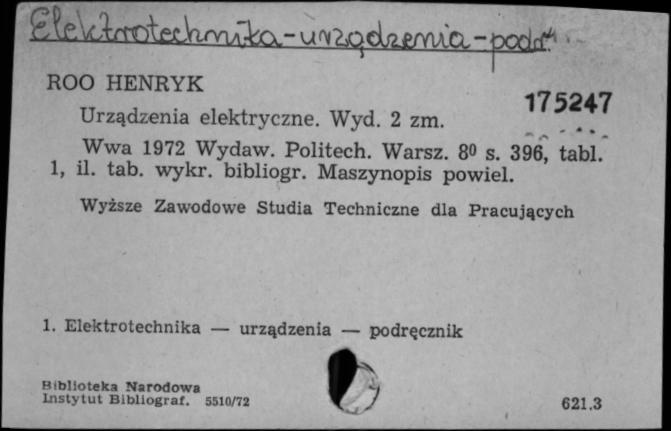 Elektrotechnika-urządzenia-podr.
ROO HENRYK
175247
Urządzenia elektryczne. Wyd. 2 zm.
Wwa 1972 Wydaw. Politech. Warsz. 8⁰ s. 396, tabl.
1, il. tab. wykr. bibliogr. Maszynopis powiel.
Wyższe Zawodowe Studia Techniczne dla Pracujących
1. Elektrotechnika — urządzenia — podręcznik
Biblioteka Narodowa
Instytut Bibliograf. 5510/72
621.3